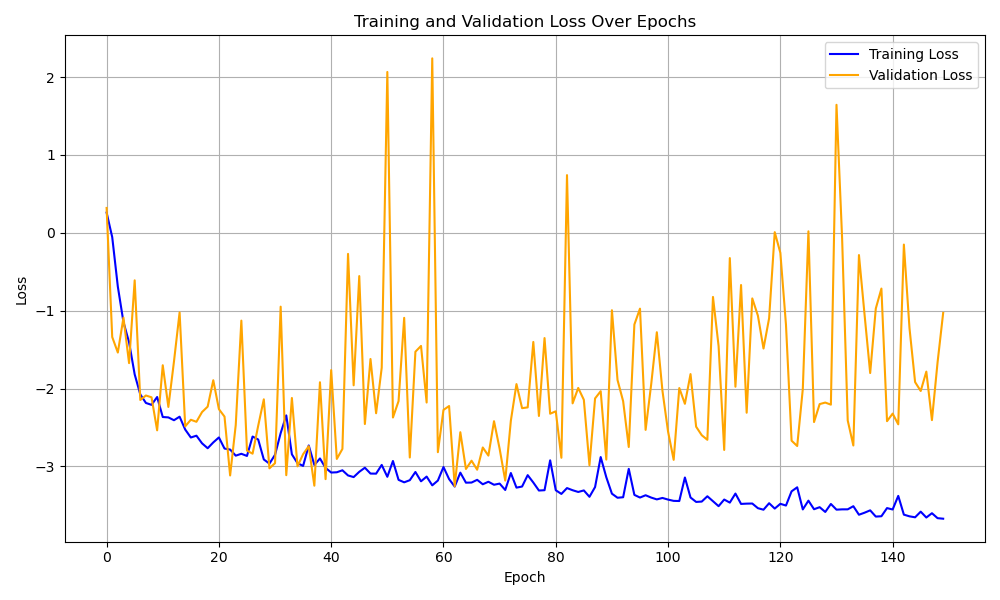 Training and Validation Loss Over Epochs
Training Loss
Validation Loss
2
1
0
−1
−2
−3
Loss
0 20 40 60 80 100 120 140
Epoch